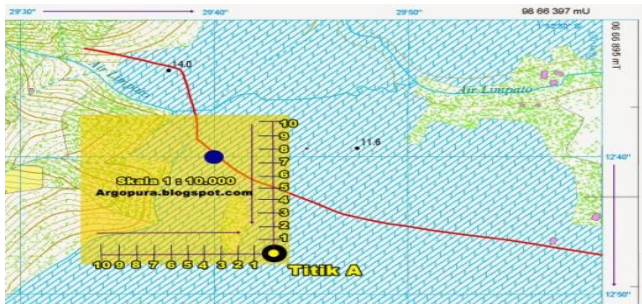 29'30" 29'40" 29'50" 98 66 397 mU
06 66 895 mT
14.0
Air Limpato
Air Limpato
11.6
12'40"
10
9
8
7
6
5
4
3
2
1
Skala 1 : 10.000
Argopura.blogspot.com
10 9 8 7 6 5 4 3 2 1
Titik A
12'50"